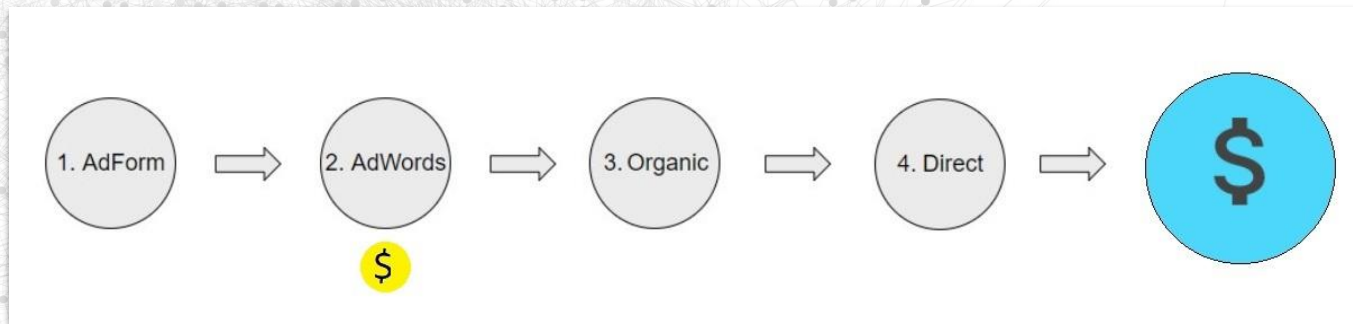 1. AdForm
2. AdWords
3. Organic
4. Direct
$
$